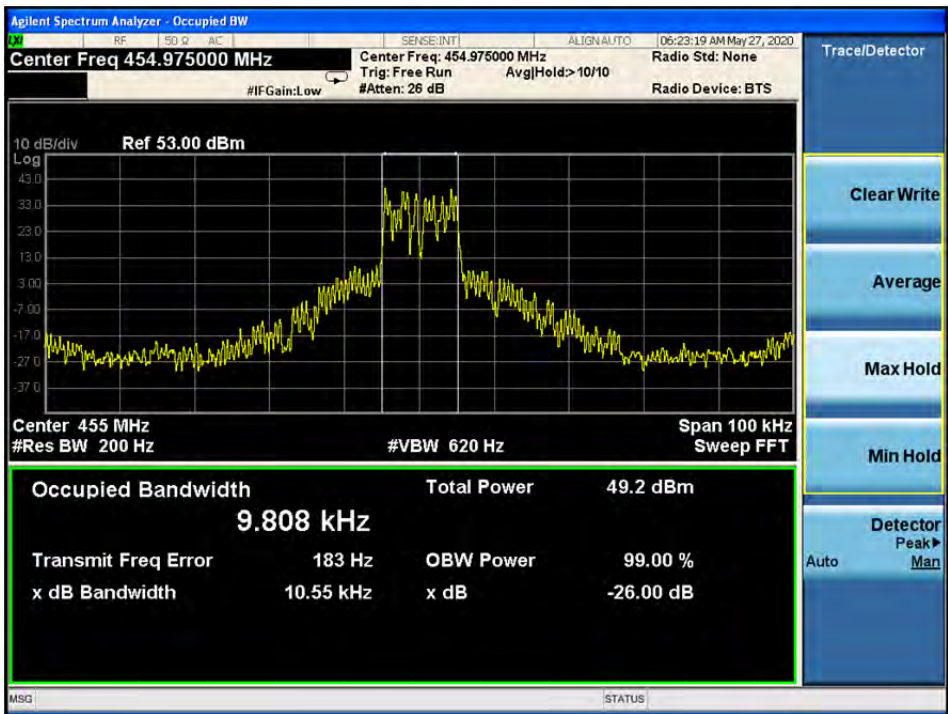 Agilent Spectrum Analyzer - Occupied BW
LXI RF 50 Ω AC SENSE:INT ALIGN AUTO 06:23:19 AM May 27, 2020
Center Freq 454.975000 MHz
#IFGain:Low
Center Freq: 454.975000 MHz
Trig: Free Run Avg|Hold:> 10/10
#Atten: 26 dB
Radio Std: None
Radio Device: BTS
10 dB/div Ref 53.00 dBm
Log
43.0
33.0
23.0
13.0
3.00
-7.00
-17.0
-27.0
-37.0
Center 455 MHz Span 100 kHz
#Res BW 200 Hz #VBW 620 Hz Sweep FFT
Occupied Bandwidth Total Power 49.2 dBm
9.808 kHz
Transmit Freq Error 183 Hz OBW Power 99.00 %
x dB Bandwidth 10.55 kHz x dB -26.00 dB
MSG STATUS
Trace/Detector
Clear Write
Average
Max Hold
Min Hold
Detector
Peak▶
Auto Man